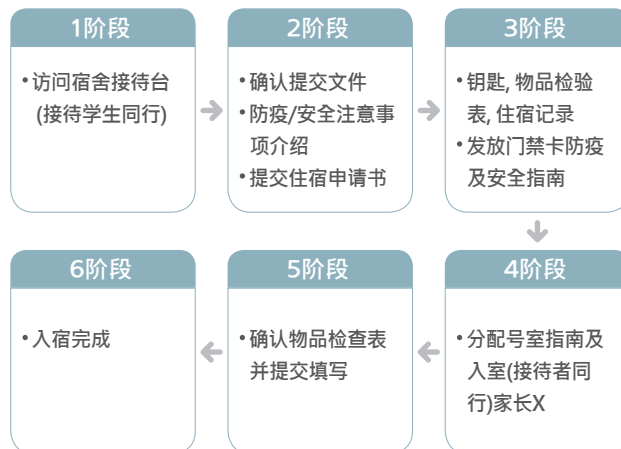 1阶段
•访问宿舍接待台
(接待学生同行)
2阶段
•确认提交文件
•防疫/安全注意事
项介绍
•提交住宿申请书
3阶段
•钥匙, 物品检验
表, 住宿记录
•发放门禁卡防疫
及安全指南
4阶段
•分配号室指南及
入室(接待者同
行)家长X
5阶段
•确认物品检查表
并提交填写
6阶段
•入宿完成